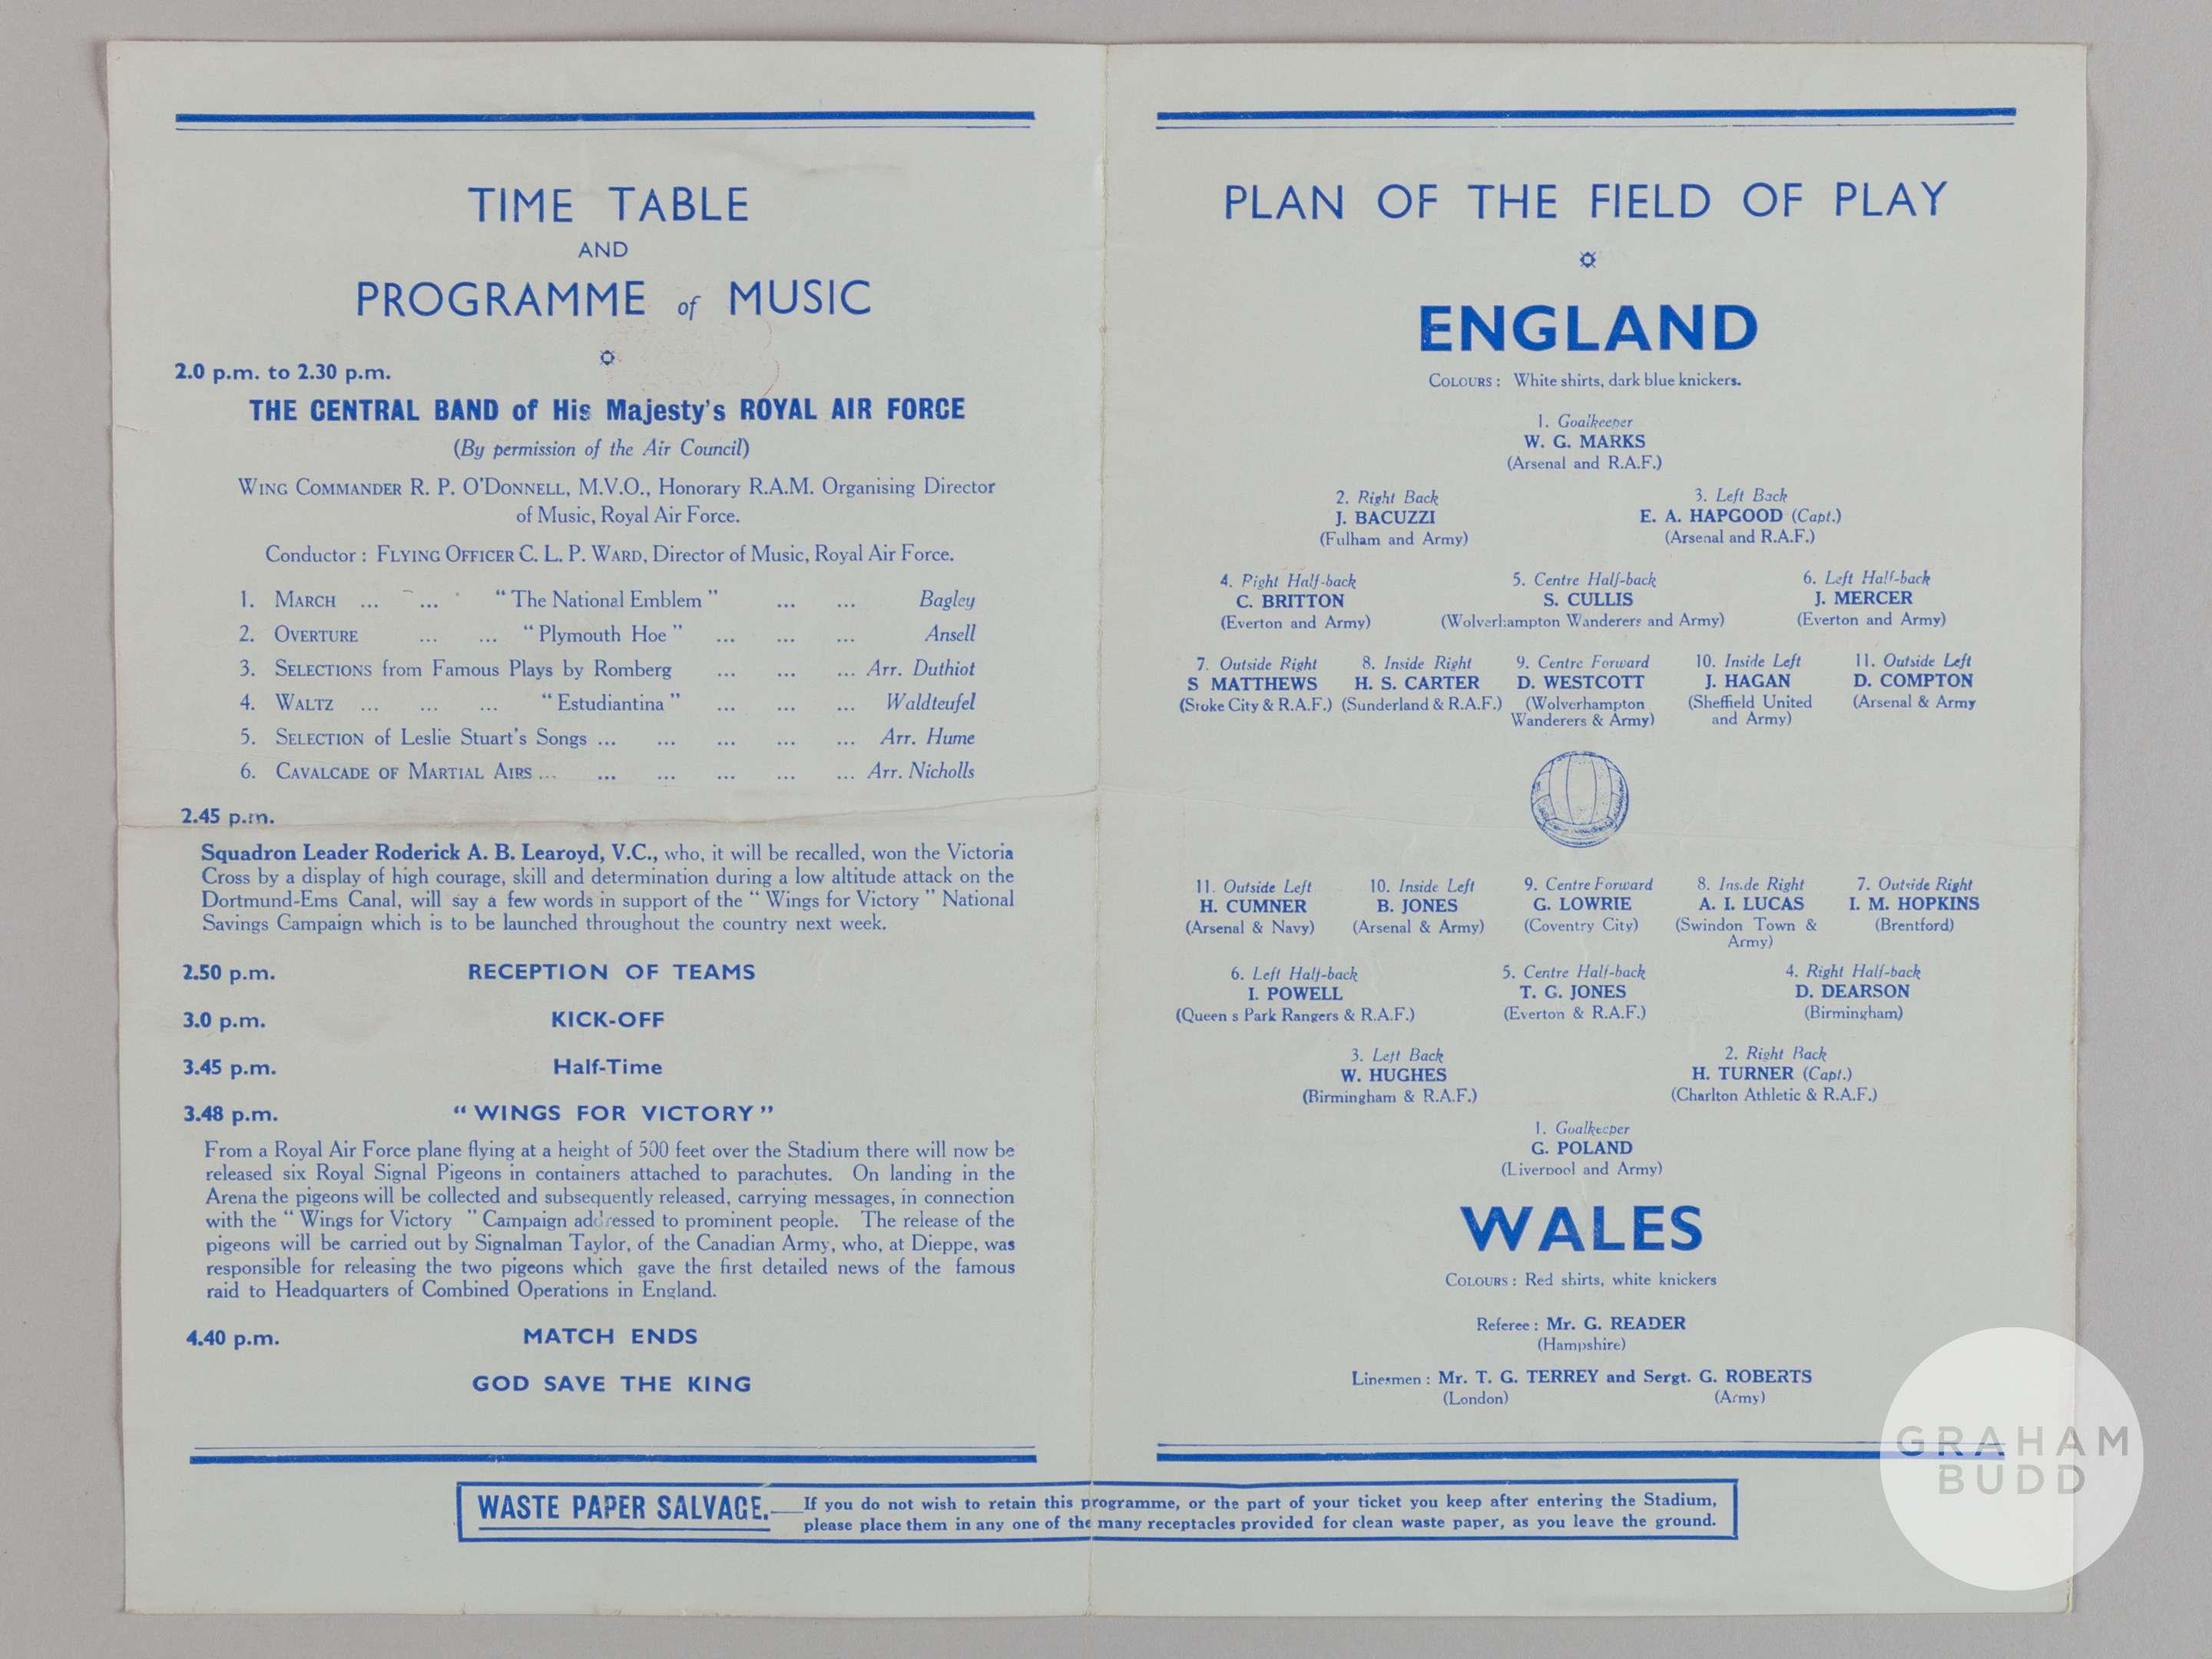 TIME TABLE
AND
PROGRAMME of MUSIC
2.0 p.m. to 2.30 p.m.
THE CENTRAL BAND of His Majesty's ROYAL AIR FORCE
(By permission of the Air Council)
WING COMMANDER R. P. O'DONNELL, M.V.O., Honorary R.A.M. Organising Director
of Music, Royal Air Force.
Conductor : FLYING OFFICER C. L. P. WARD, Director of Music, Royal Air Force.
1. MARCH ... ... " The National Emblem " ... ... Bagley
2. OVERTURE ... ... " Plymouth Hoe " ... ... ... Ansell
3. SELECTIONS from Famous Plays by Romberg ... ... ... Arr. Duthiot
4. WALTZ ... ... ... " Estudiantina " ... ... ... Waldteufel
5. SELECTION of Leslie Stuart's Songs ... ... ... ... ... Arr. Hume
6. CAVALCADE OF MARTIAL AIRS ... ... ... ... ... ... Arr. Nicholls
2.45 p.m.
Squadron Leader Roderick A. B. Learoyd, V.C., who, it will be recalled, won the Victoria
Cross by a display of high courage, skill and determination during a low altitude attack on the
Dortmund-Ems Canal, will say a few words in support of the " Wings for Victory " National
Savings Campaign which is to be launched throughout the country next week.
2.50 p.m. RECEPTION OF TEAMS
3.0 p.m. KICK-OFF
3.45 p.m. Half-Time
3.48 p.m. " WINGS FOR VICTORY "
From a Royal Air Force plane flying at a height of 500 feet over the Stadium there will now be
released six Royal Signal Pigeons in containers attached to parachutes. On landing in the
Arena the pigeons will be collected and subsequently released, carrying messages, in connection
with the " Wings for Victory " Campaign addressed to prominent people. The release of the
pigeons will be carried out by Signalman Taylor, of the Canadian Army, who, at Dieppe, was
responsible for releasing the two pigeons which gave the first detailed news of the famous
raid to Headquarters of Combined Operations in England.
4.40 p.m. MATCH ENDS
GOD SAVE THE KING
PLAN OF THE FIELD OF PLAY
ENGLAND
COLOURS : White shirts, dark blue knickers.
1. Goalkeeper
W. G. MARKS
(Arsenal and R.A.F.)
2. Right Back 3. Left Back
J. BACUZZI E. A. HAPGOOD (Capt.)
(Fulham and Army) (Arsenal and R.A.F.)
4. Right Half-back 5. Centre Half-back 6. Left Half-back
C. BRITTON S. CULLIS J. MERCER
(Everton and Army) (Wolverhampton Wanderers and Army) (Everton and Army)
7. Outside Right 8. Inside Right 9. Centre Forward 10. Inside Left 11. Outside Left
S MATTHEWS H. S. CARTER D. WESTCOTT J. HAGAN D. COMPTON
(Stoke City & R.A.F.) (Sunderland & R.A.F.) (Wolverhampton (Sheffield United (Arsenal & Army
Wanderers & Army) and Army)
11. Outside Left 10. Inside Left 9. Centre Forward 8. Inside Right 7. Outside Right
H. CUMNER B. JONES G. LOWRIE A. I. LUCAS I. M. HOPKINS
(Arsenal & Navy) (Arsenal & Army) (Coventry City) (Swindon Town & (Brentford)
Army)
6. Left Half-back 5. Centre Half-back 4. Right Half-back
I. POWELL T. G. JONES D. DEARSON
(Queen s Park Rangers & R.A.F.) (Everton & R.A.F.) (Birmingham)
3. Left Back 2. Right Back
W. HUGHES H. TURNER (Capt.)
(Birmingham & R.A.F.) (Charlton Athletic & R.A.F.)
1. Goalkeeper
G. POLAND
(Liverpool and Army)
WALES
COLOURS : Red shirts, white knickers
Referee : Mr. G. READER
(Hampshire)
Linesmen : Mr. T. G. TERREY and Sergt. G. ROBERTS
(London) (Army)
WASTE PAPER SALVAGE.— If you do not wish to retain this programme, or the part of your ticket you keep after entering the Stadium,
please place them in any one of the many receptacles provided for clean waste paper, as you leave the ground.
GRAHAM
BUDD